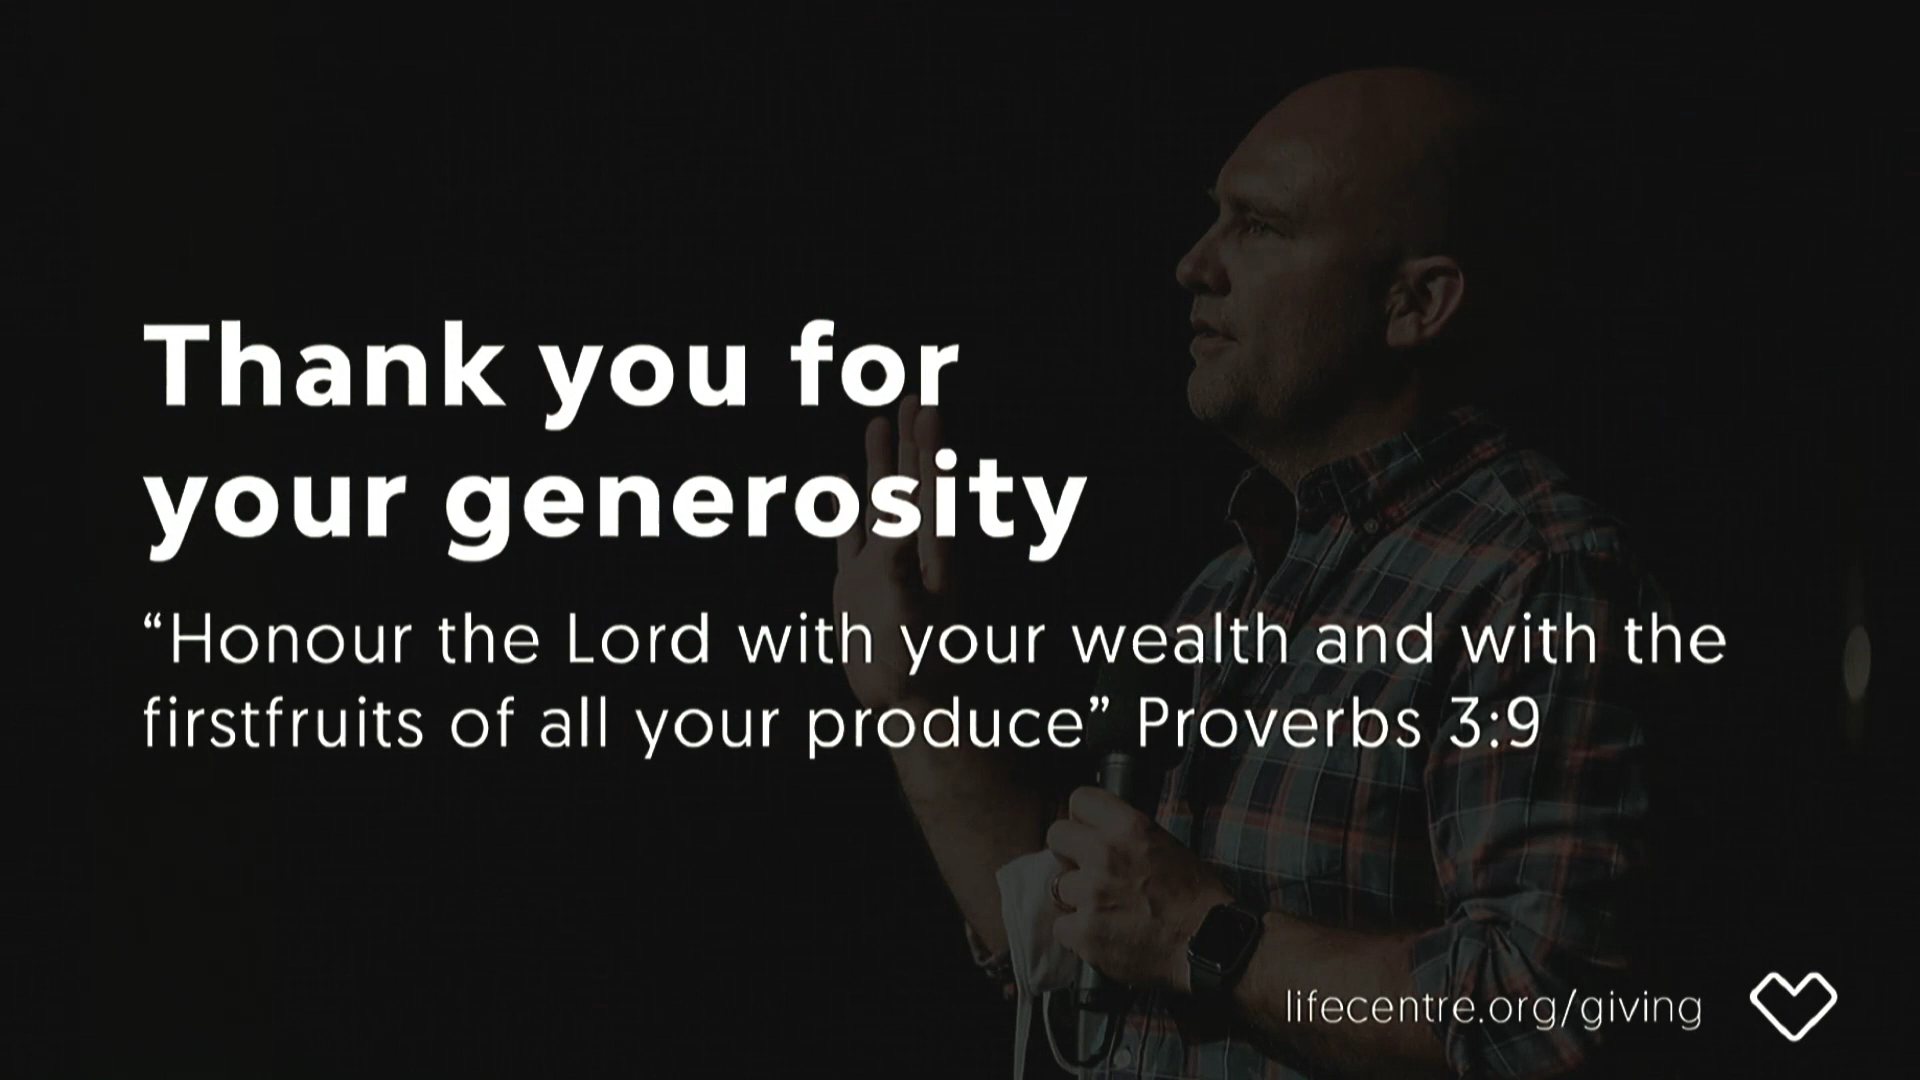 Thank you for
your generosity
“Honour the Lord with your wealth and with the
firstfruits of all your produce” Proverbs 3:9
lifecentre.org/giving